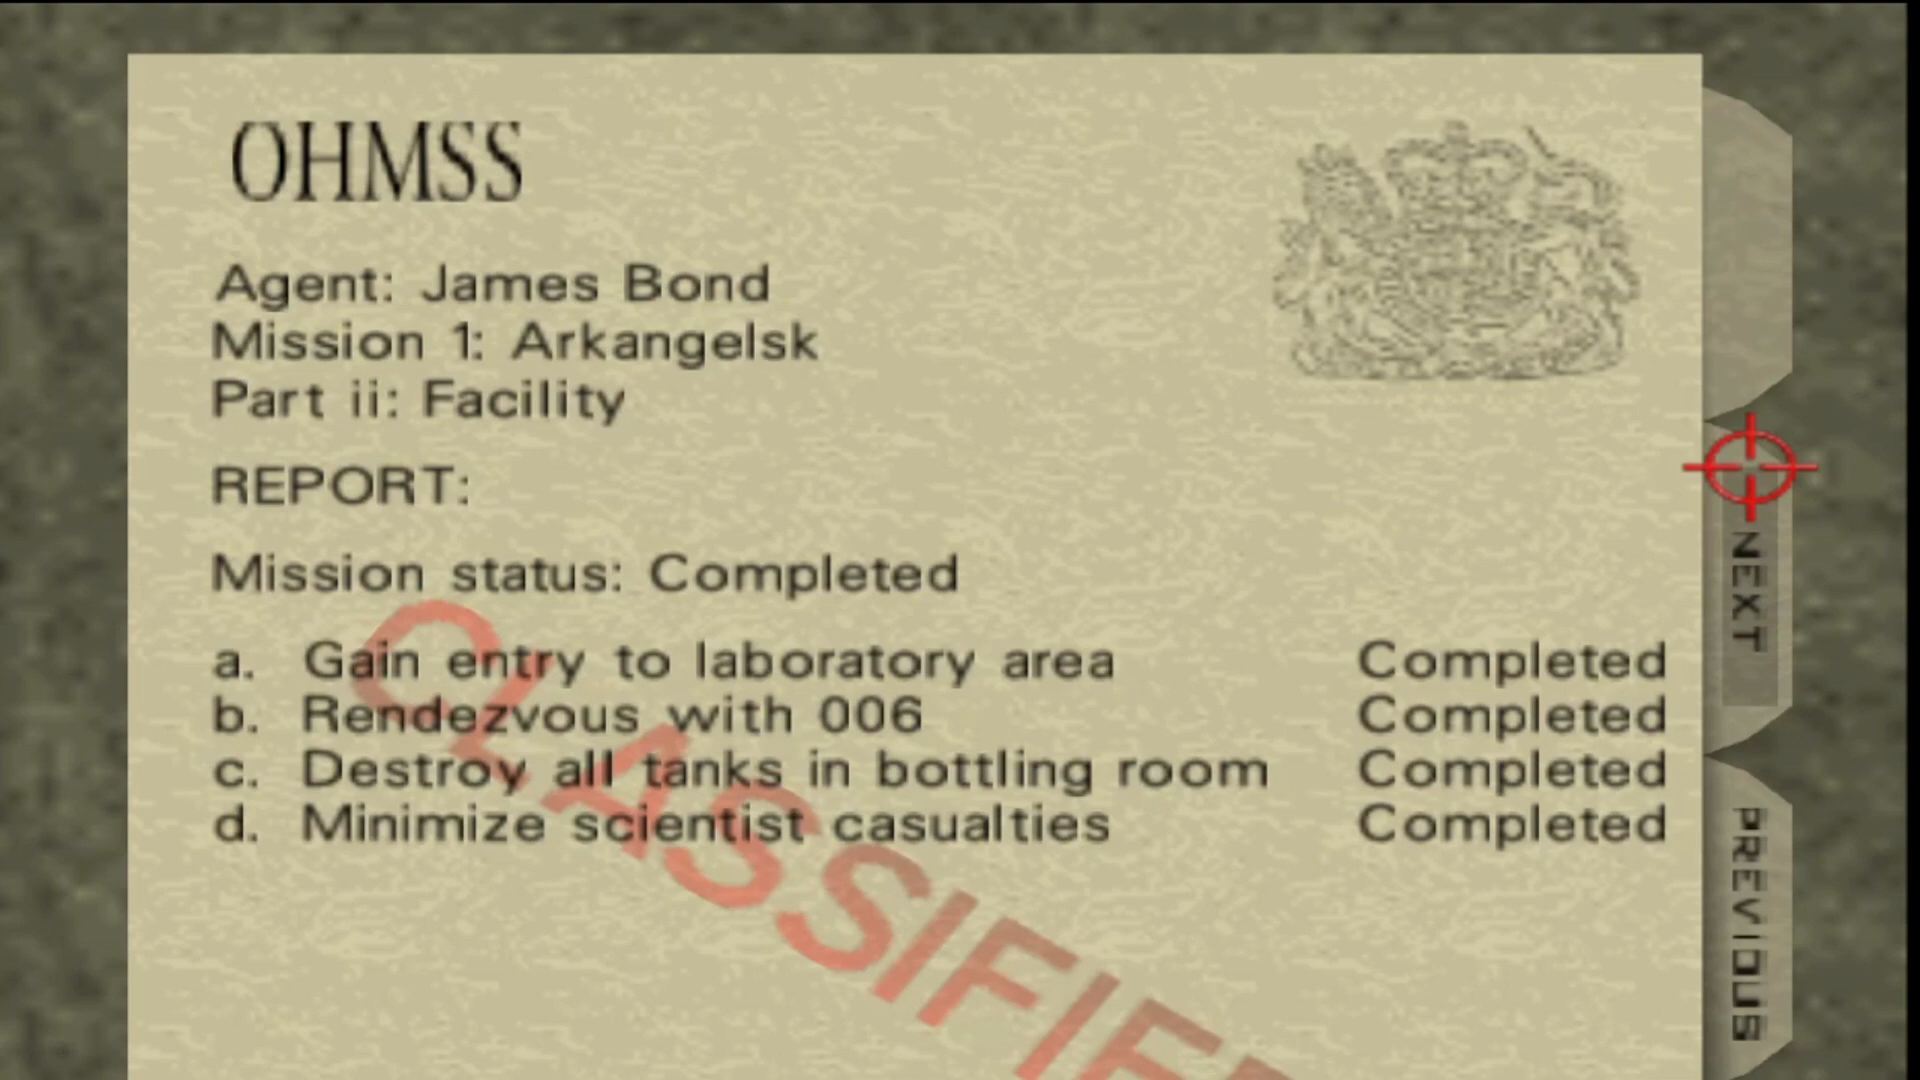 OHMSS
Agent: James Bond
Mission 1: Arkangelsk
Part ii: Facility
REPORT:
Mission status: Completed
a. Gain entry to laboratory area Completed
b. Rendezvous with 006 Completed
c. Destroy all tanks in bottling room Completed
d. Minimize scientist casualties Completed
CLASSIFIE
NEXT
PREVIOUS